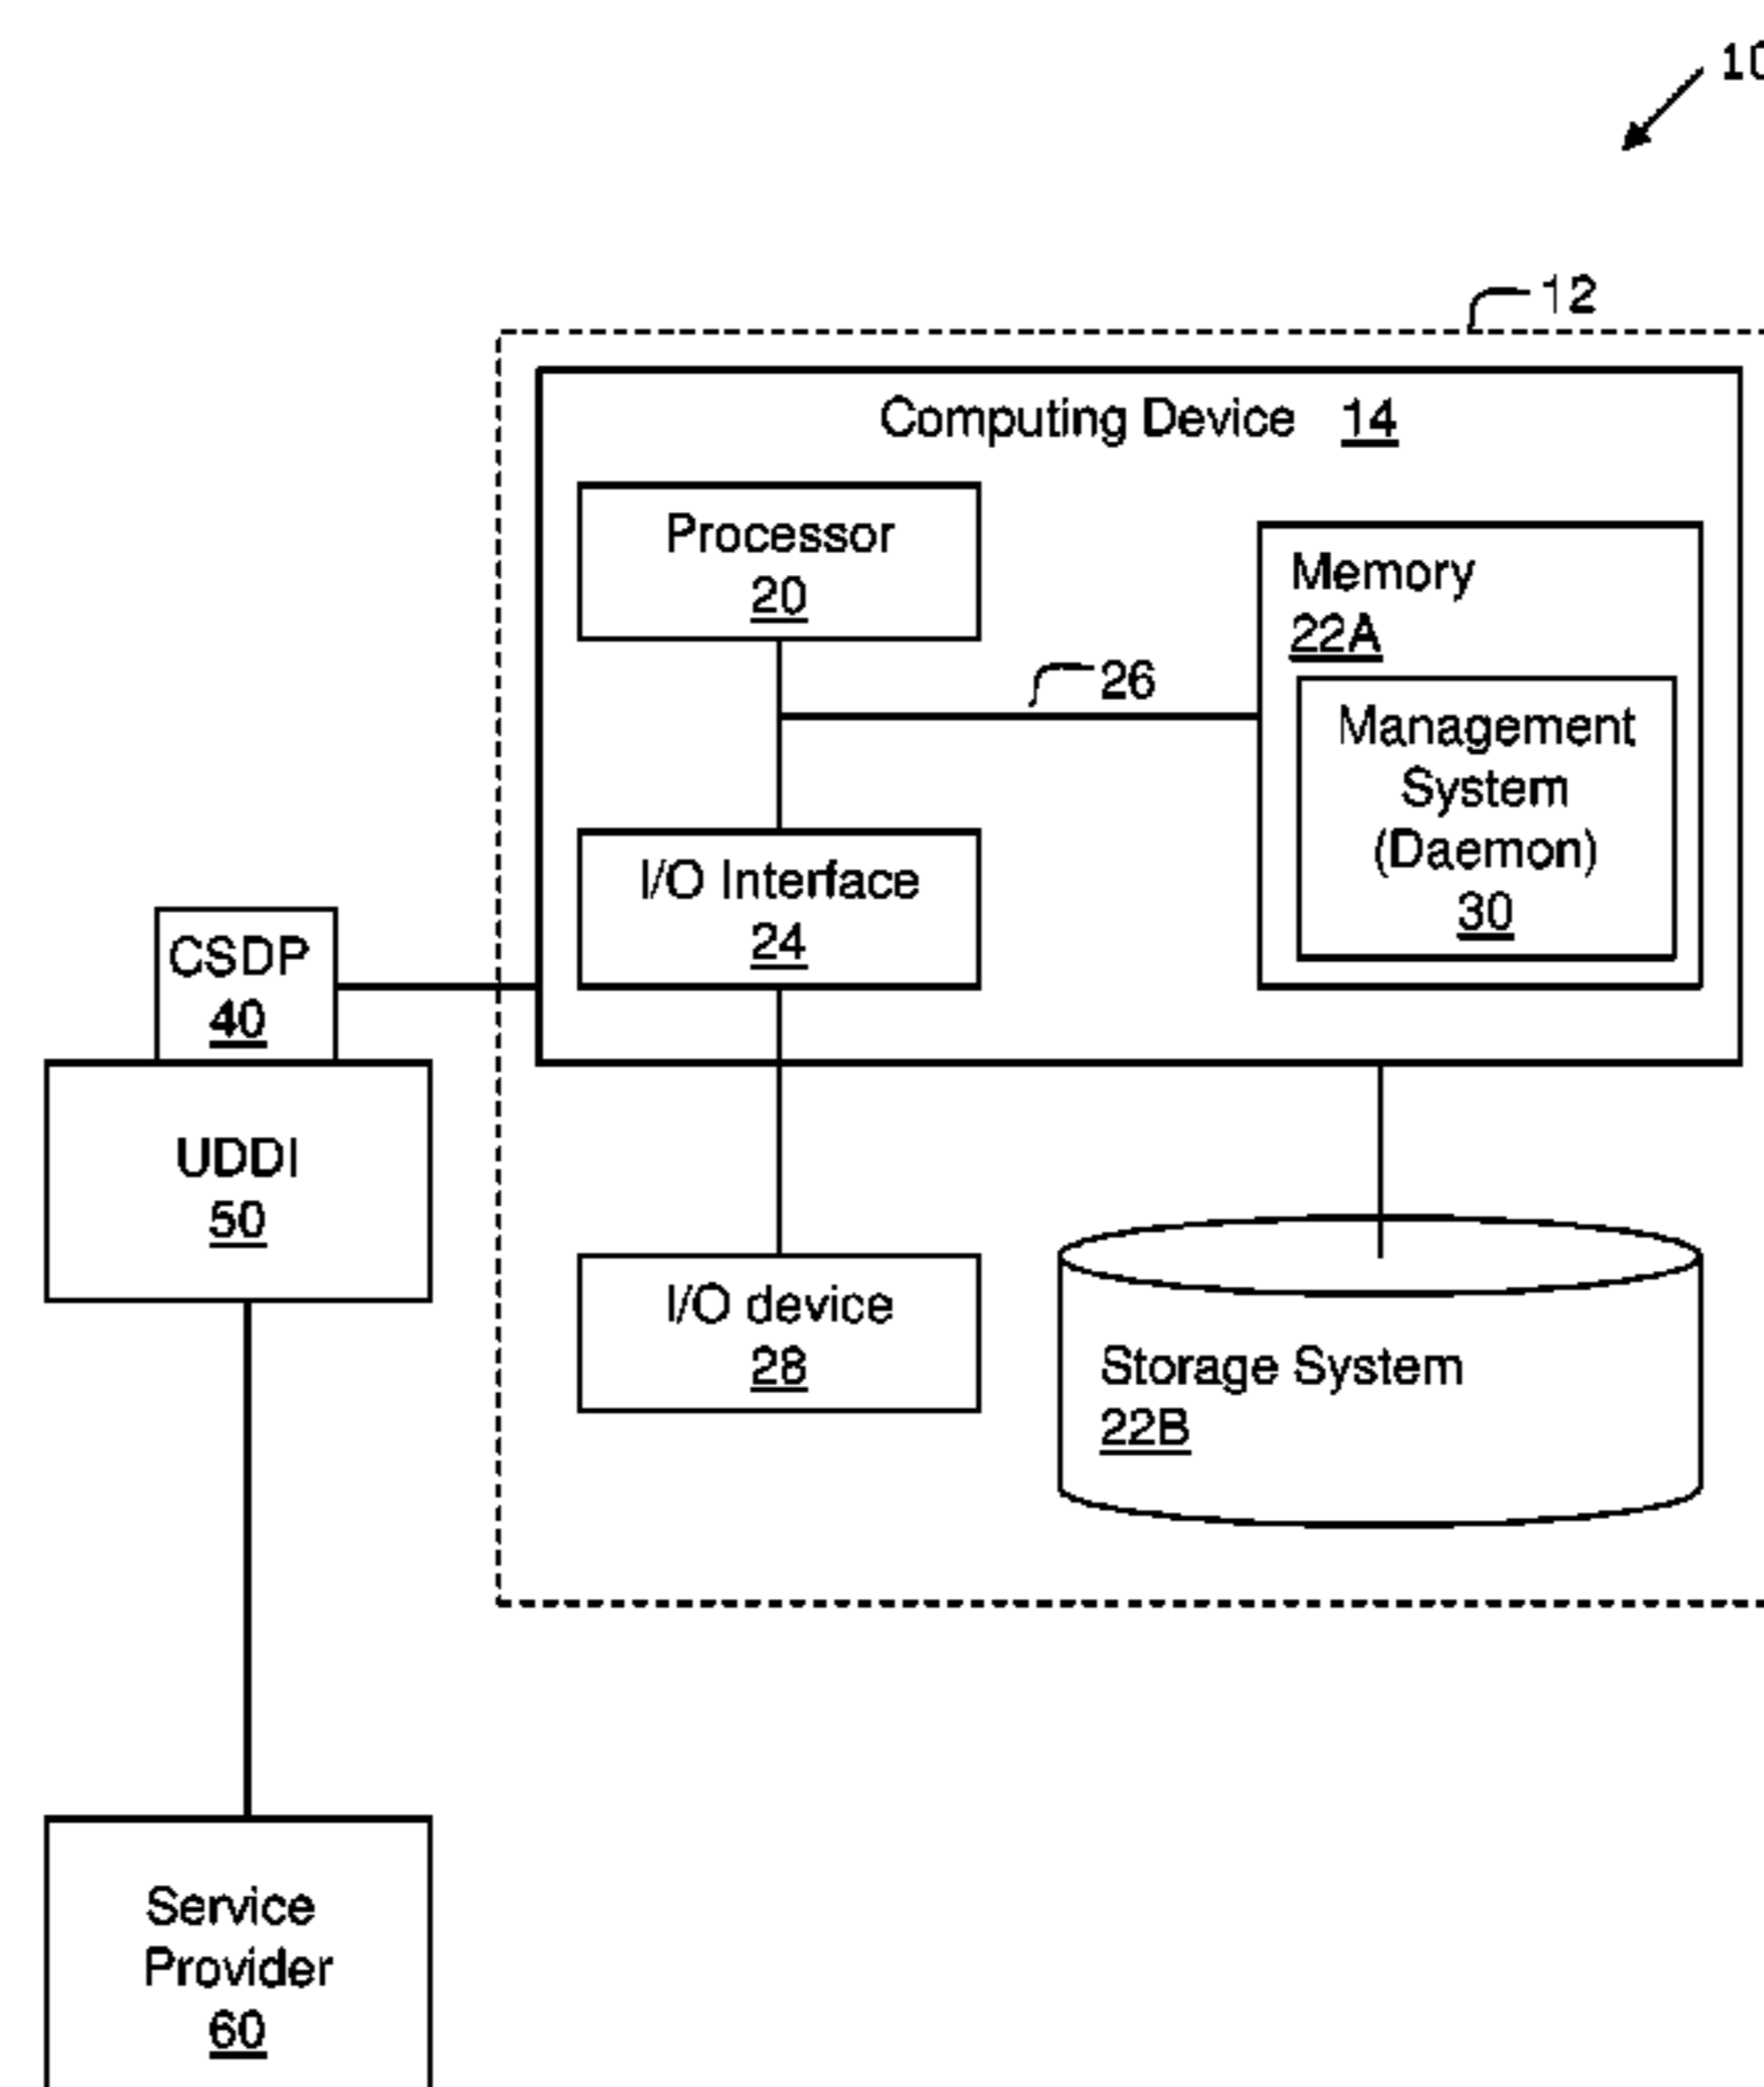 10
12
Computing Device 14
Processor
20
Memory
22A
26
Management
System
(Daemon)
30
I/O Interface
24
CSDP
40
UDDI
50
I/O device
28
Storage System
22B
Service
Provider
60